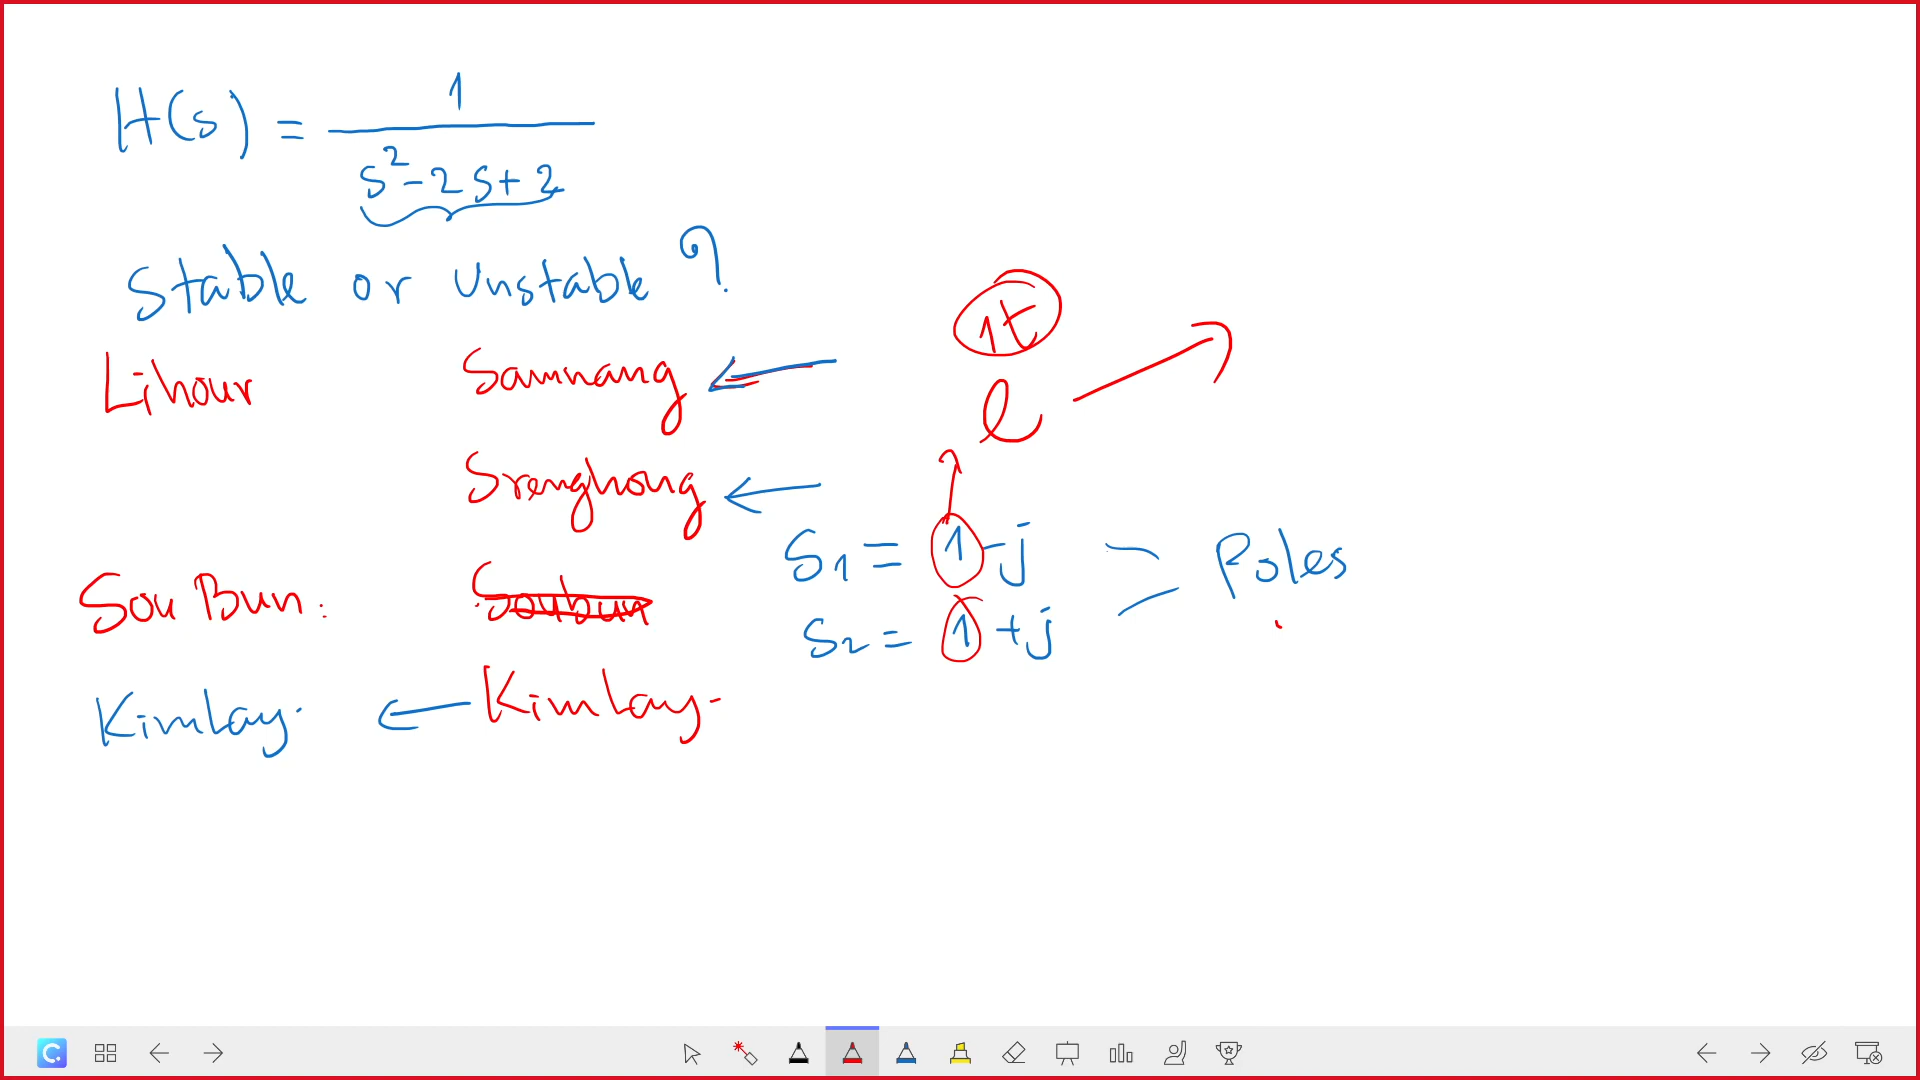 H(s) = 1 / (s² - 2s + 2)
Stable or Unstable ?
Lihour Samnang
Srenghong
Sou Bun: Soubun
Kimlay. Kimlay-
e^{1t}
S₁ = 1 - j
S₂ = 1 + j
Poles